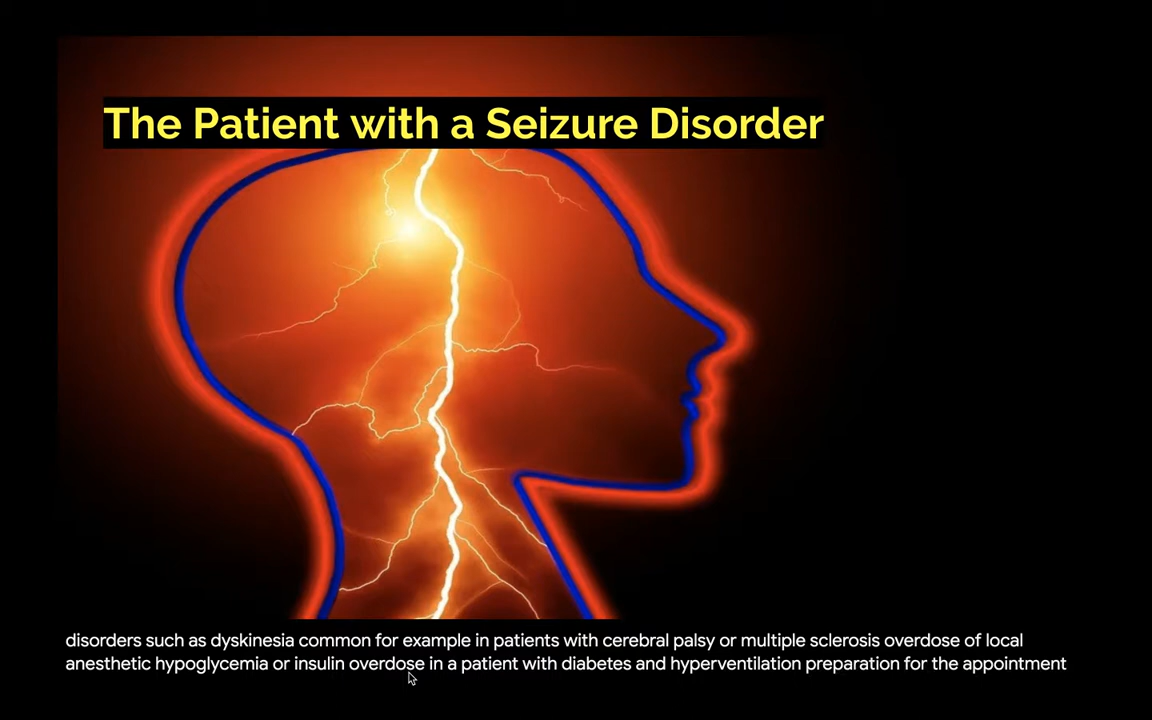 The Patient with a Seizure Disorder
disorders such as dyskinesia common for example in patients with cerebral palsy or multiple sclerosis overdose of local
anesthetic hypoglycemia or insulin overdose in a patient with diabetes and hyperventilation preparation for the appointment